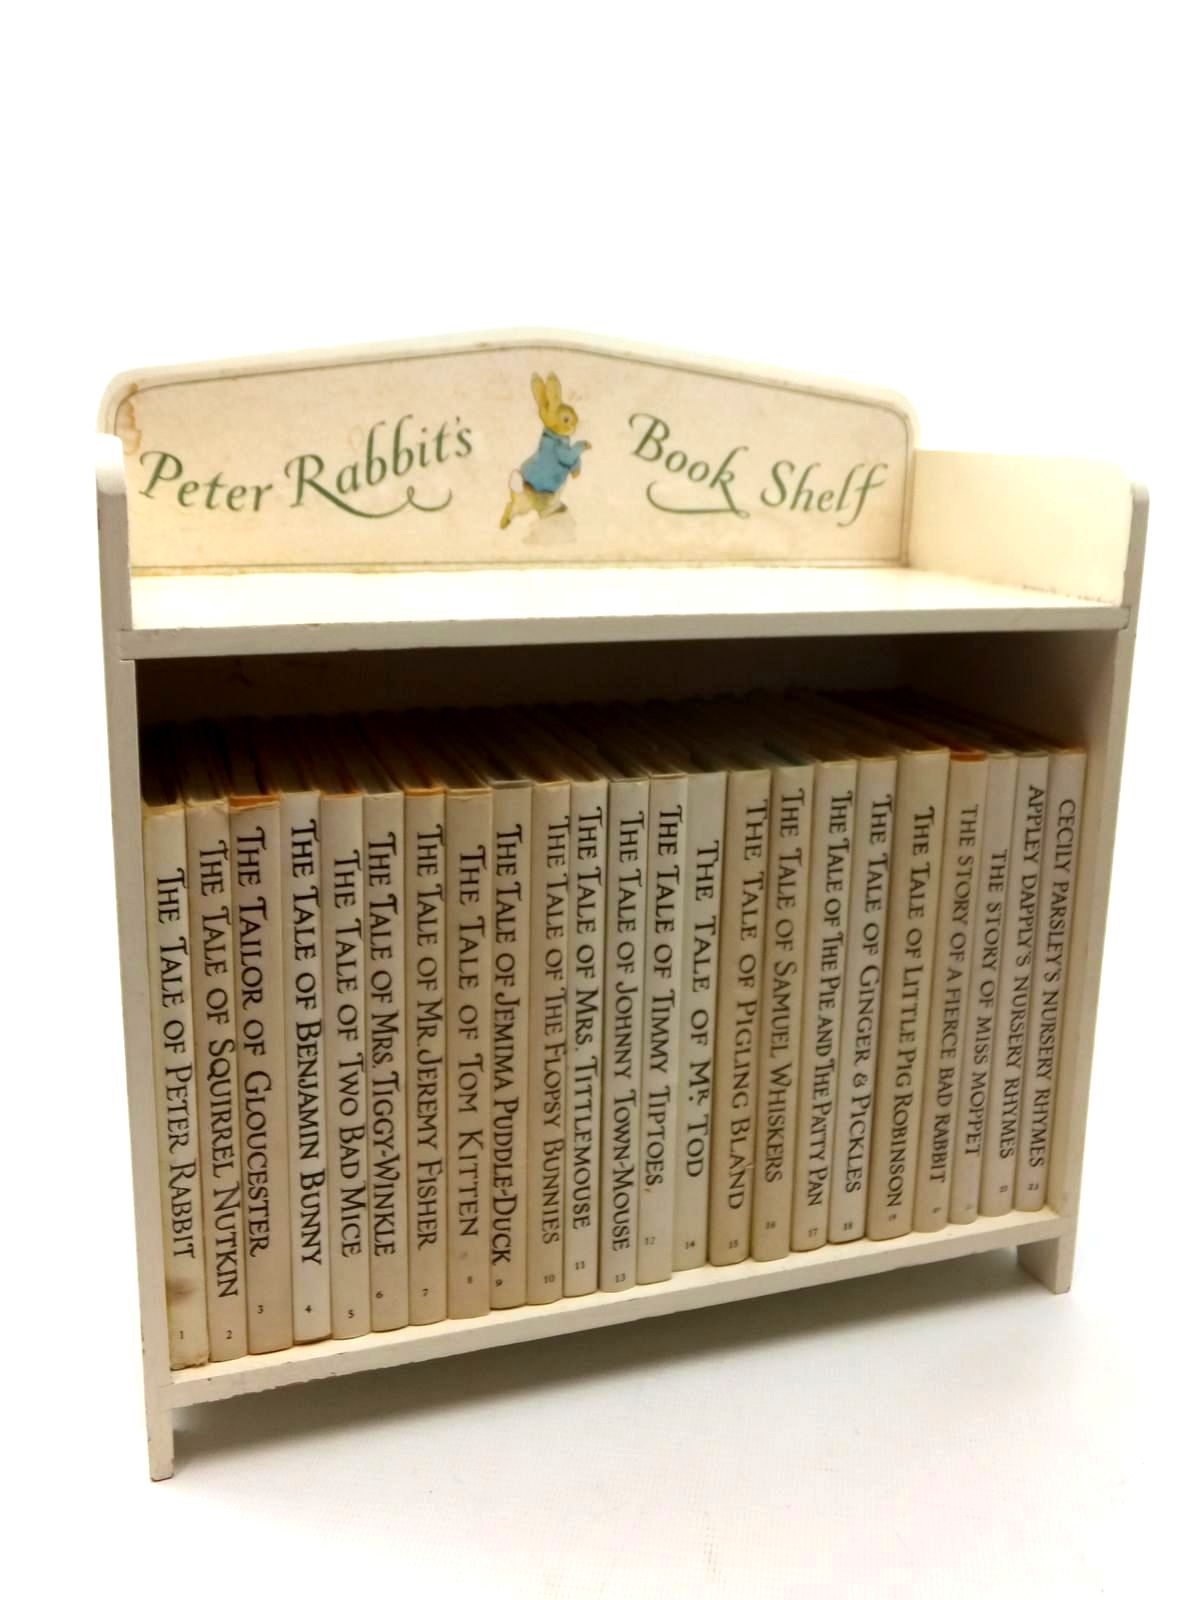 Peter Rabbit's Book Shelf
THE TALE OF PETER RABBIT 1
THE TALE OF SQUIRREL NUTKIN 2
THE TAILOR OF GLOUCESTER 3
THE TALE OF BENJAMIN BUNNY 4
THE TALE OF TWO BAD MICE 5
THE TALE OF MRS. TIGGY-WINKLE 6
THE TALE OF MR. JEREMY FISHER 7
THE TALE OF TOM KITTEN 8
THE TALE OF JEMIMA PUDDLE-DUCK 9
THE TALE OF THE FLOPSY BUNNIES 10
THE TALE OF MRS. TITTLEMOUSE 11
THE TALE OF JOHNNY TOWN-MOUSE 13
THE TALE OF TIMMY TIPTOES 12
THE TALE OF MR. TOD 14
THE TALE OF PIGLING BLAND 15
THE TALE OF SAMUEL WHISKERS 16
THE TALE OF THE PIE AND THE PATTY PAN 17
THE TALE OF GINGER & PICKLES 18
THE TALE OF LITTLE PIG ROBINSON 19
THE STORY OF A FIERCE BAD RABBIT
THE STORY OF MISS MOPPET
APPLEY DAPPLY'S NURSERY RHYMES
CECILY PARSLEY'S NURSERY RHYMES